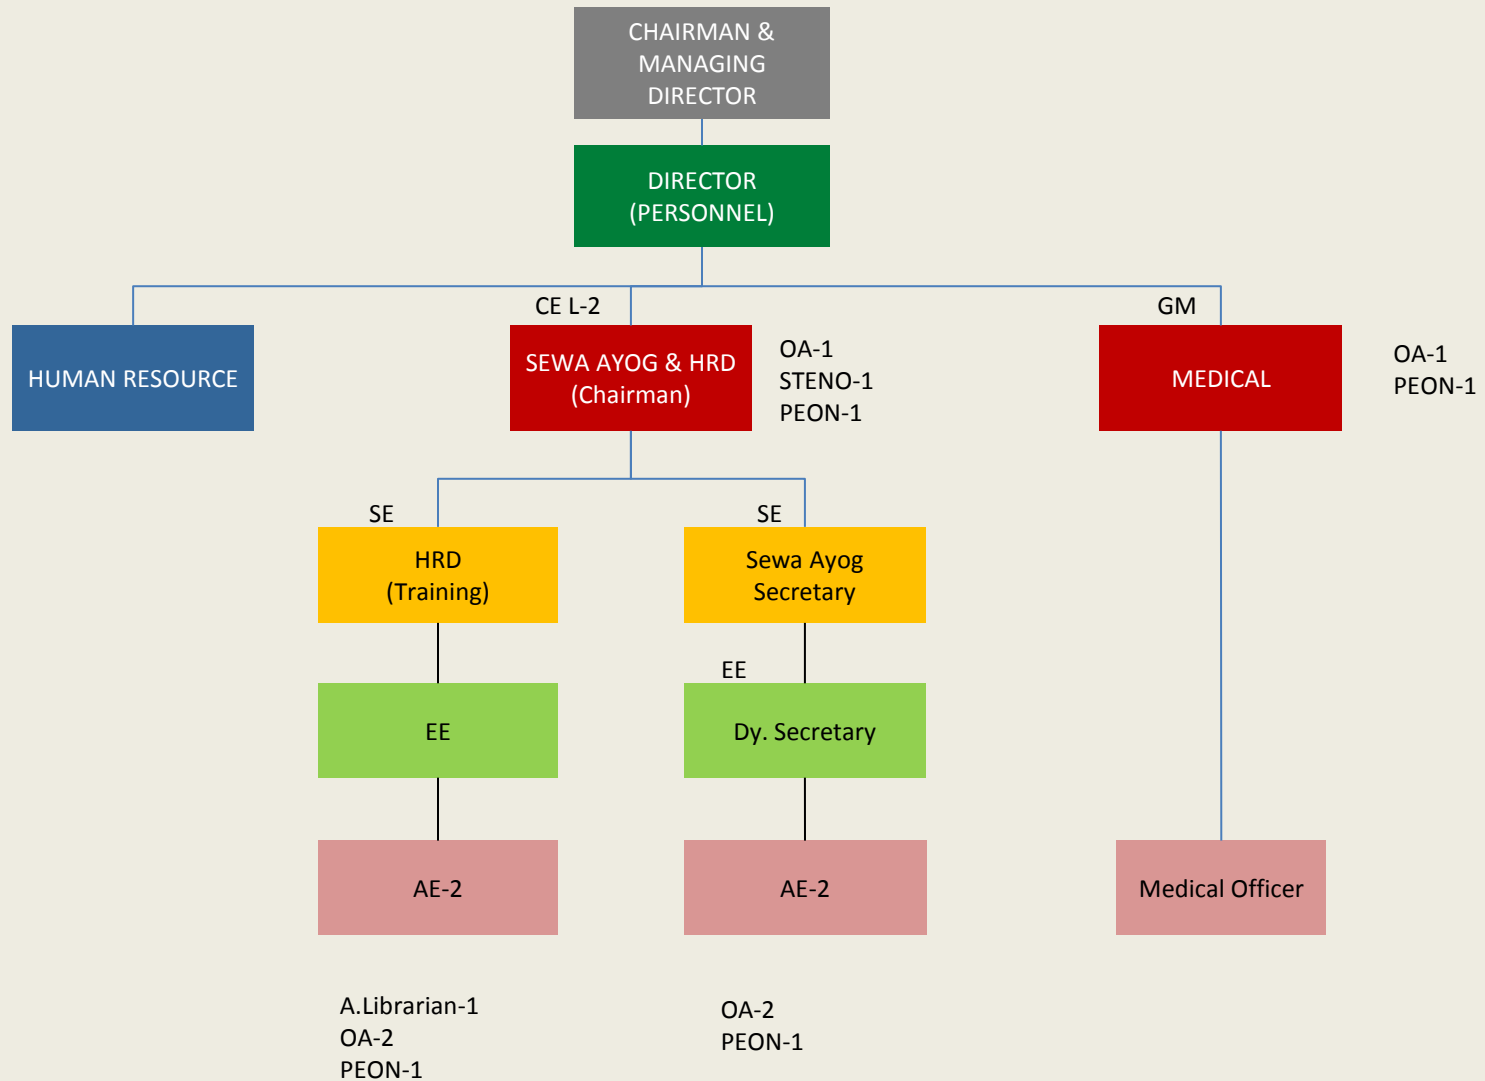 CHAIRMAN &
MANAGING
DIRECTOR
DIRECTOR
(PERSONNEL)
CE L-2
GM
HUMAN RESOURCE
SEWA AYOG & HRD
(Chairman)
OA-1
STENO-1
PEON-1
MEDICAL
OA-1
PEON-1
SE
SE
HRD
(Training)
Sewa Ayog
Secretary
EE
EE
Dy. Secretary
AE-2
AE-2
Medical Officer
A.Librarian-1
OA-2
PEON-1
OA-2
PEON-1